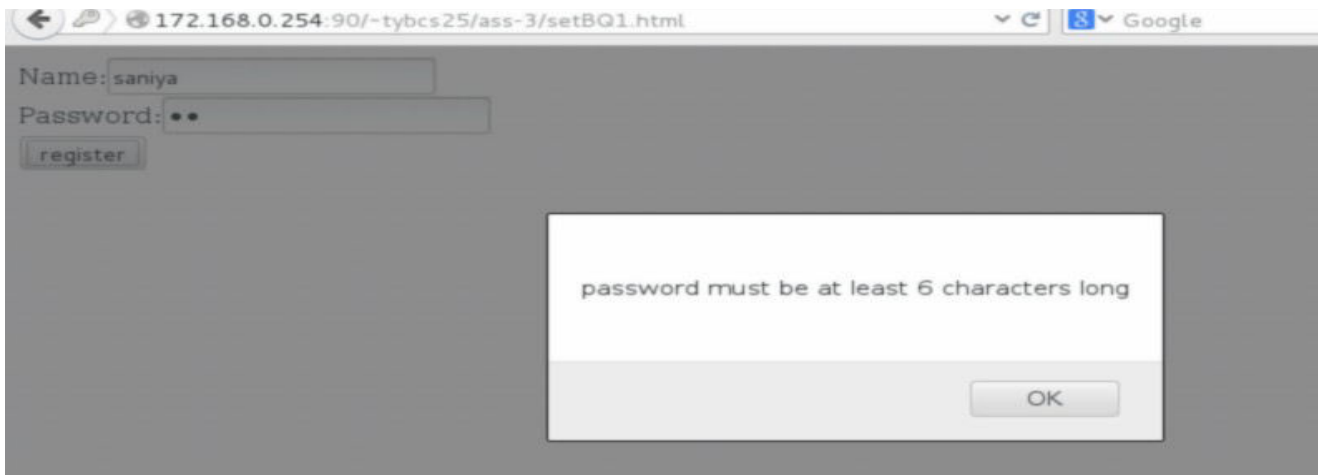 172.168.0.254:90/~tybcs25/ass-3/setBQ1.html
8 Google
Name: saniya
Password: ••
register
password must be at least 6 characters long
OK